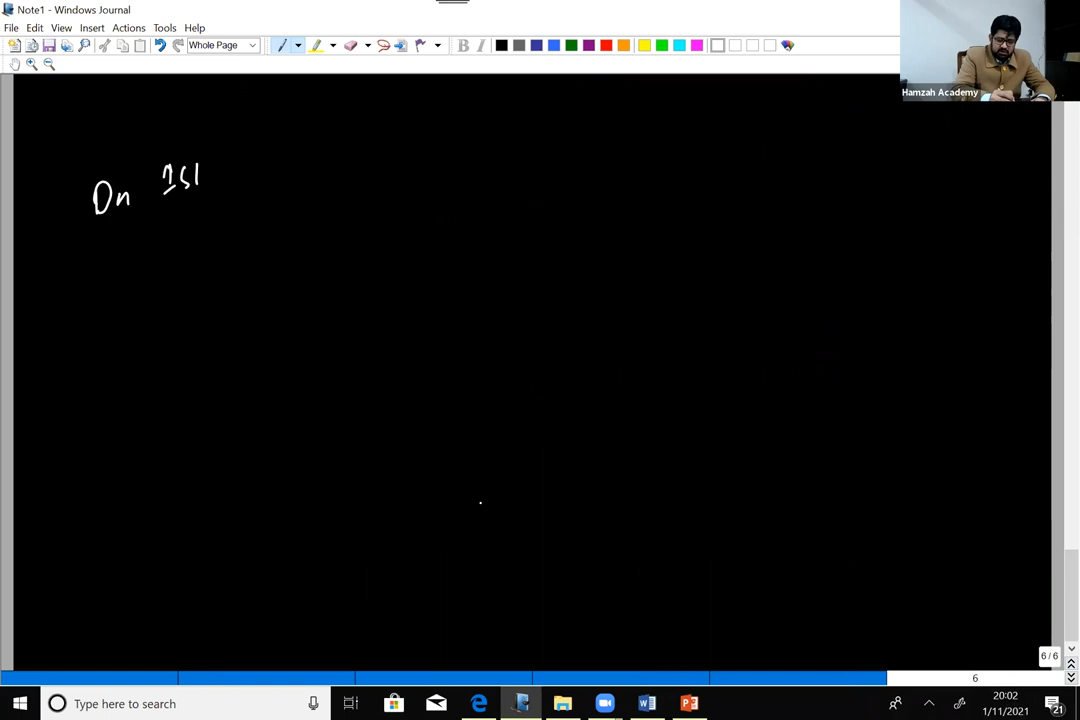 Note1 - Windows Journal
File Edit View Insert Actions Tools Help
Whole Page
B I
Hamzah Academy
On 1st
6 / 6
6
Type here to search
20:02
1/11/2021
21